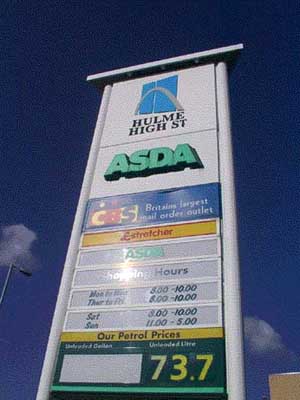 HULME
HIGH ST
ASDA
Britains largest
mail order outlet
£stretcher
ASDA
Shopping Hours
Mon to Wed 8.00-10.00
Thur to Fri 8.00-10.00
Sat 8.00-10.00
Sun 11.00-5.00
Our Petrol Prices
Unleaded Gallon Unleaded Litre
73.7